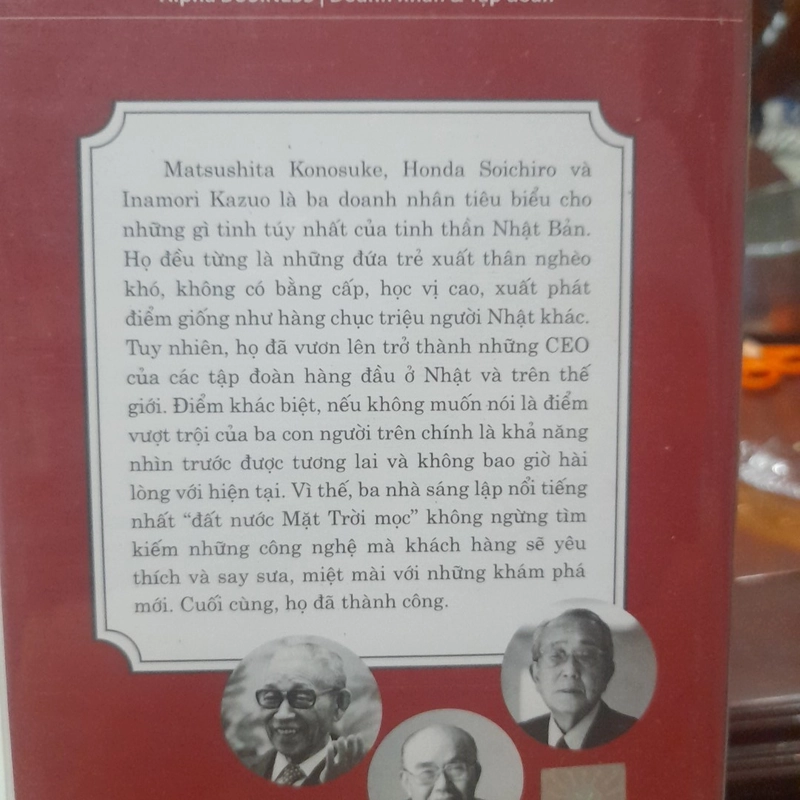 Alpha BUSINESS | Doanh nhân & Tập đoàn
Matsushita Konosuke, Honda Soichiro và
Inamori Kazuo là ba doanh nhân tiêu biểu cho
những gì tinh túy nhất của tinh thần Nhật Bản.
Họ đều từng là những đứa trẻ xuất thân nghèo
khó, không có bằng cấp, học vị cao, xuất phát
điểm giống như hàng chục triệu người Nhật khác.
Tuy nhiên, họ đã vươn lên trở thành những CEO
của các tập đoàn hàng đầu ở Nhật và trên thế
giới. Điểm khác biệt, nếu không muốn nói là điểm
vượt trội của ba con người trên chính là khả năng
nhìn trước được tương lai và không bao giờ hài
lòng với hiện tại. Vì thế, ba nhà sáng lập nổi tiếng
nhất “đất nước Mặt Trời mọc” không ngừng tìm
kiếm những công nghệ mà khách hàng sẽ yêu
thích và say sưa, miệt mài với những khám phá
mới. Cuối cùng, họ đã thành công.